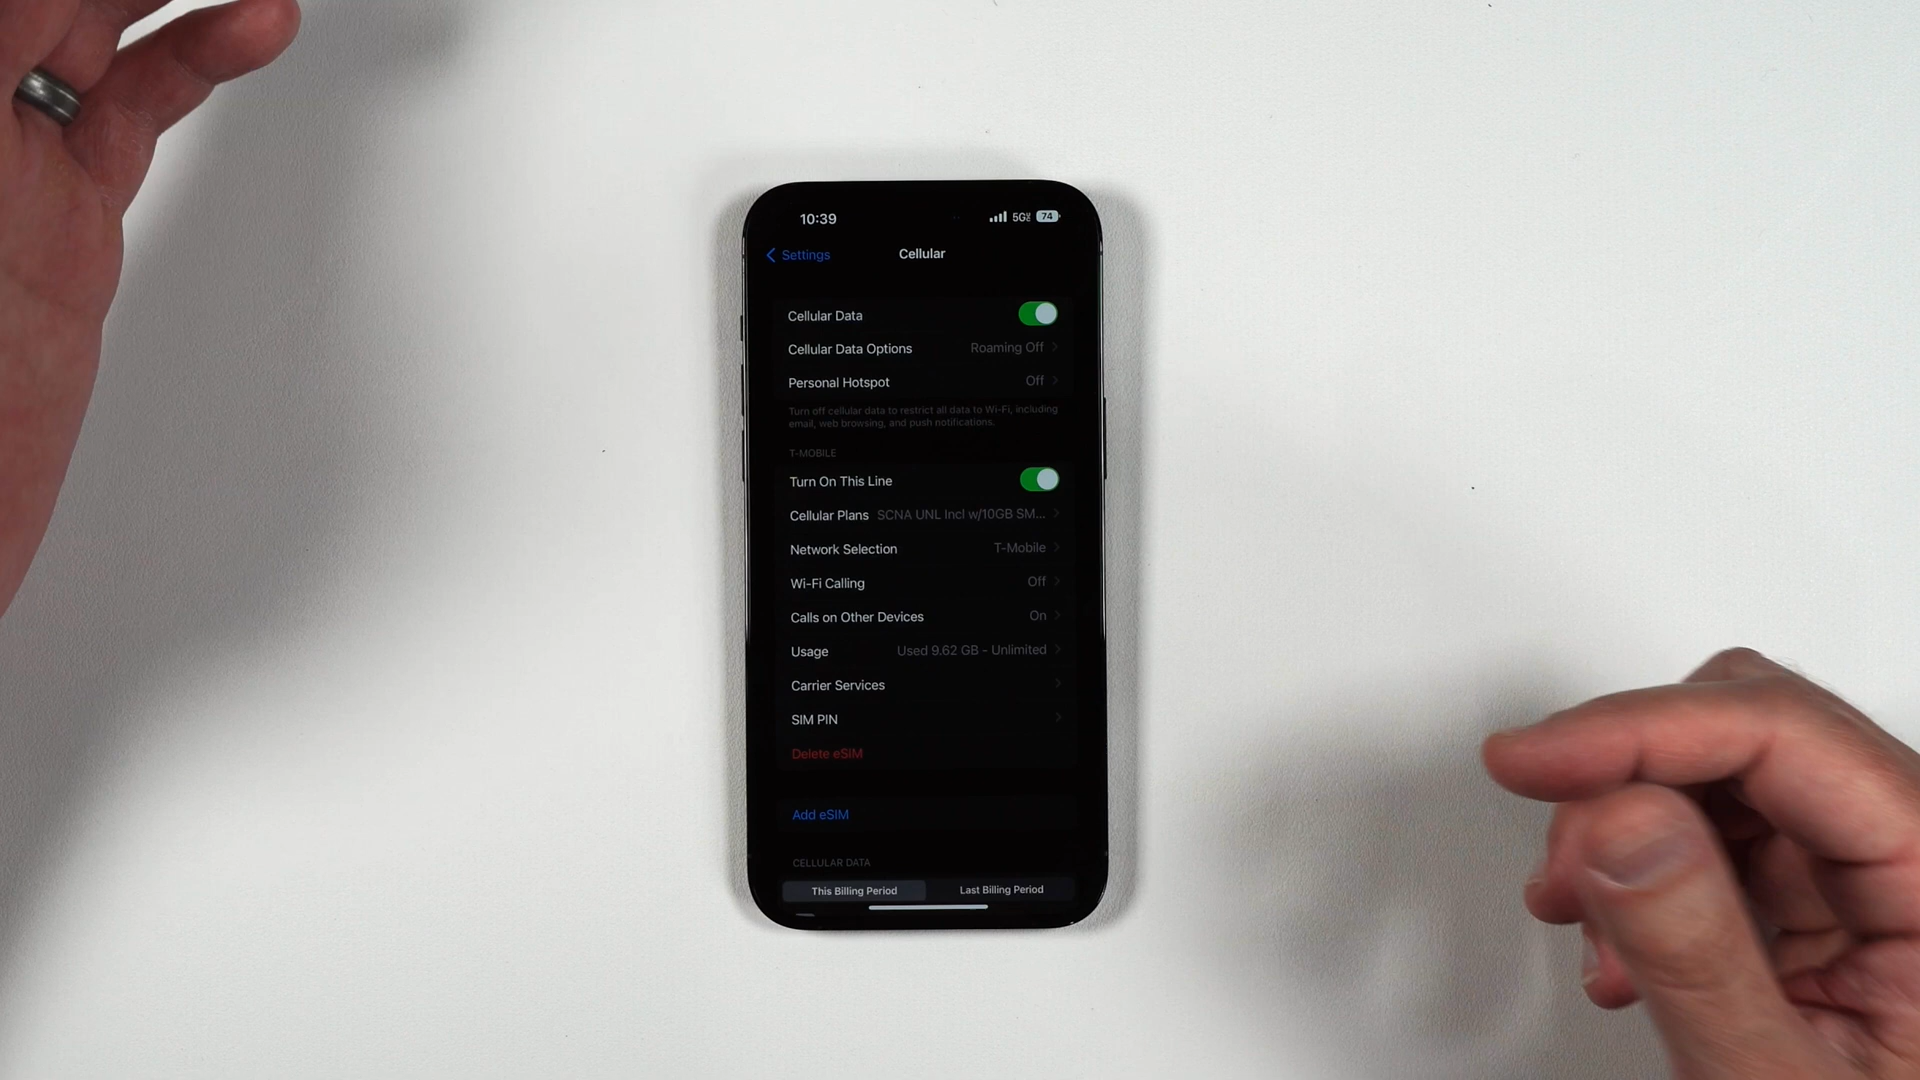 10:39
5G 74
Settings
Cellular
Cellular Data
Cellular Data Options Roaming Off
Personal Hotspot Off
Turn off cellular data to restrict all data to Wi-Fi, including
email, web browsing, and push notifications.
T-MOBILE
Turn On This Line
Cellular Plans SCNA UNL Incl w/10GB SM...
Network Selection T-Mobile
Wi-Fi Calling Off
Calls on Other Devices On
Usage Used 9.62 GB - Unlimited
Carrier Services
SIM PIN
Delete eSIM
Add eSIM
CELLULAR DATA
This Billing Period Last Billing Period